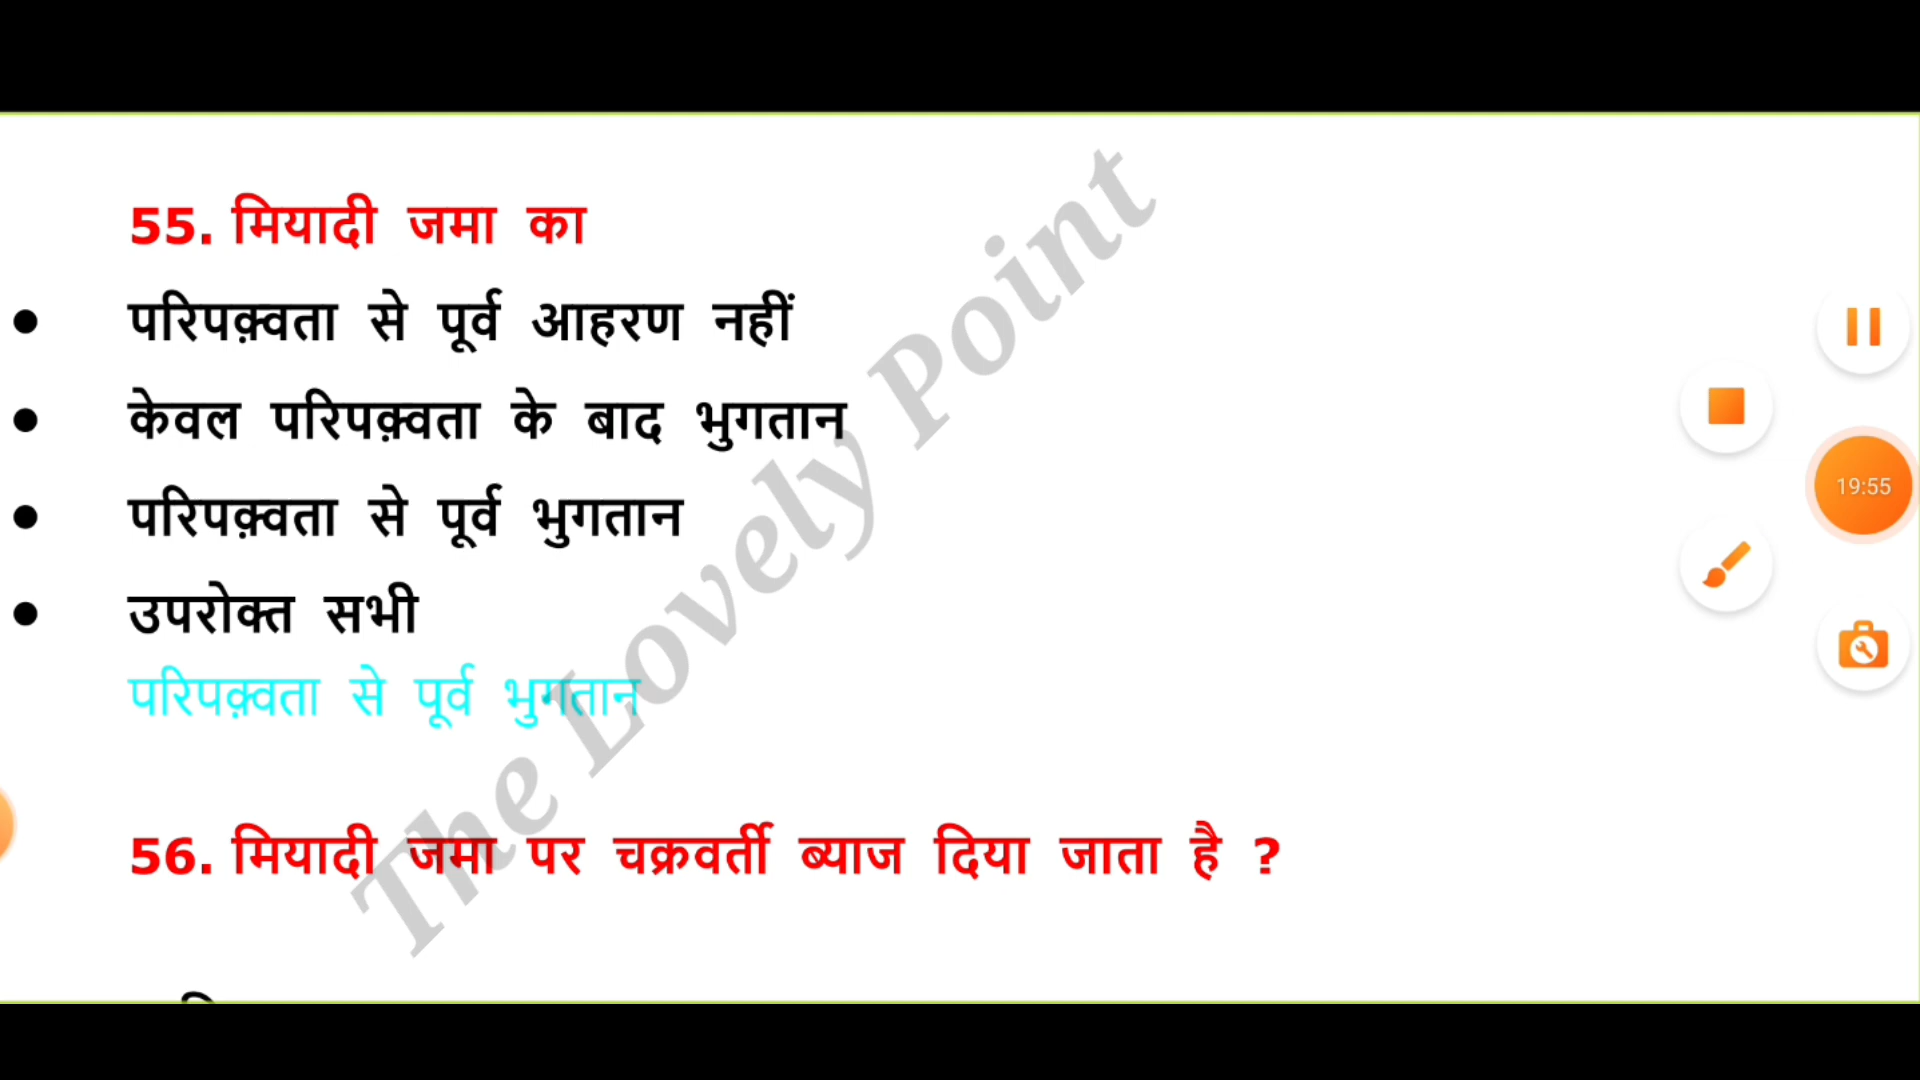 55. मियादी जमा का
• परिपक़्वता से पूर्व आहरण नहीं
• केवल परिपक़्वता के बाद भुगतान
• परिपक़्वता से पूर्व भुगतान
• उपरोक्त सभी
परिपक़्वता से पूर्व भुगतान
56. मियादी जमा पर चक्रवर्ती ब्याज दिया जाता है ?
The Lovely Point
19:55